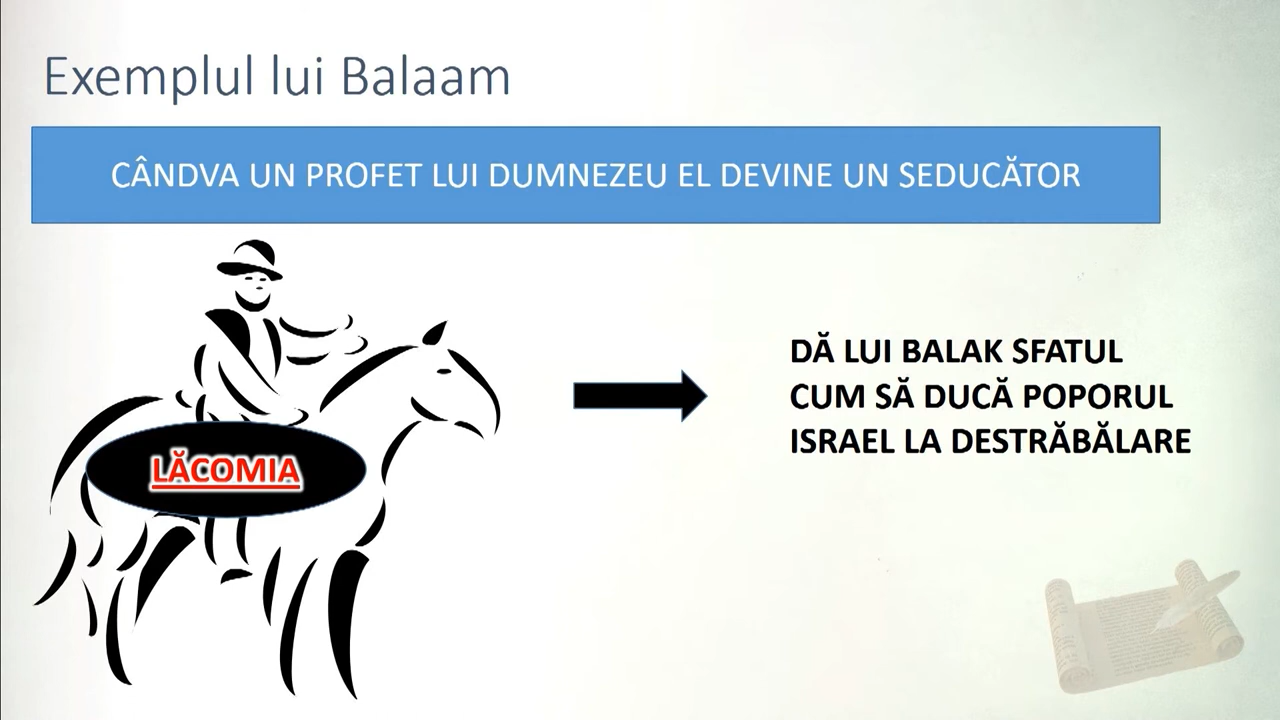 Exemplul lui Balaam
CÂNDVA UN PROFET LUI DUMNEZEU EL DEVINE UN SEDUCĂTOR
LĂCOMIA
DĂ LUI BALAK SFATUL
CUM SĂ DUCĂ POPORUL
ISRAEL LA DESTRĂBĂLARE